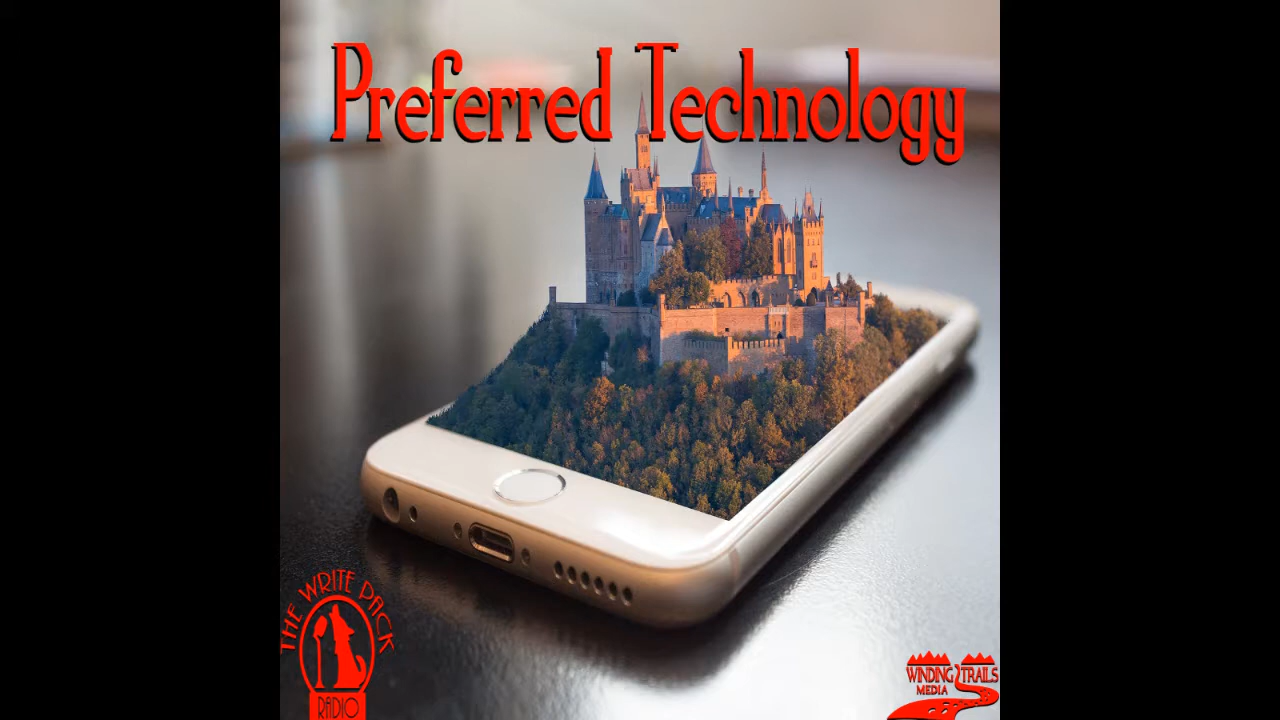 Preferred Technology
THE WRITE PACK
RADIO
WINDING TRAILS
MEDIA